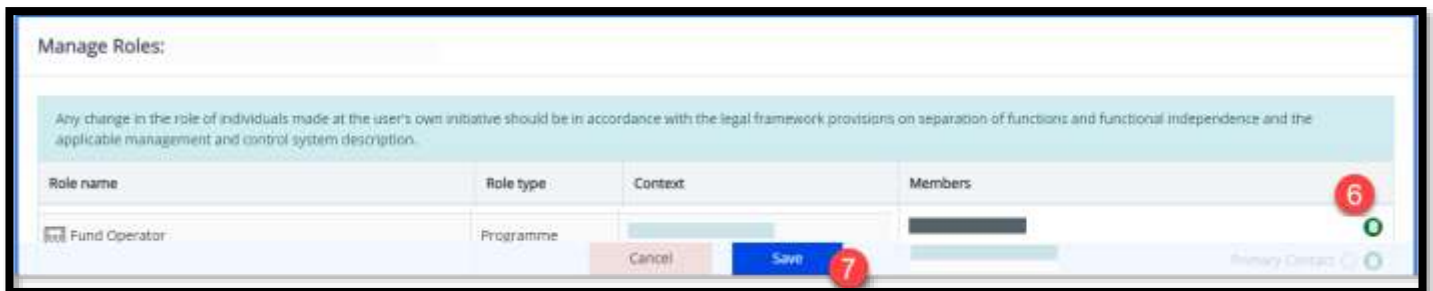 Manage Roles:
Any change in the role of individuals made at the user's own initiative should be in accordance with the legal framework provisions on separation of functions and functional independence and the
applicable management and control system description.
Role name Role type Context Members
6
Fund Operator Programme
Cancel Save 7 Primary Contact